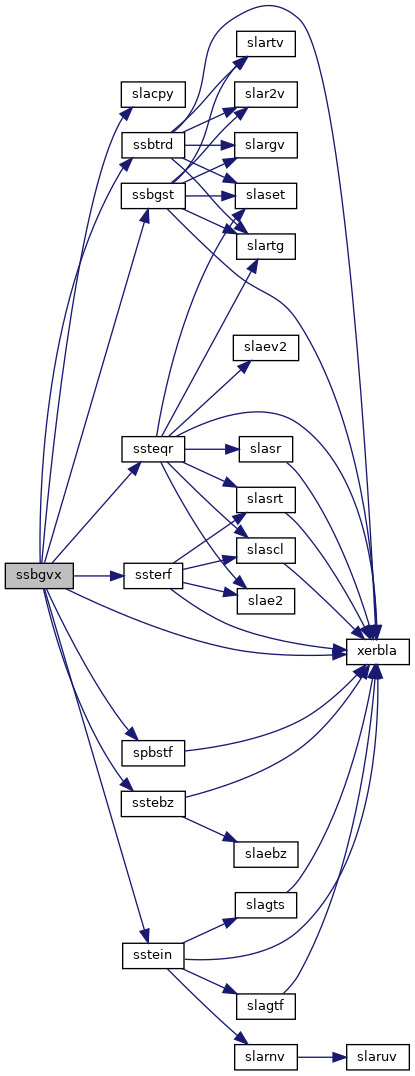 slartv
slacpy
slar2v
ssbtrd
slargv
ssbgst
slaset
slartg
slaev2
ssteqr
slasr
slasrt
slascl
ssbgvx
ssterf
slae2
xerbla
spbstf
sstebz
slaebz
slagts
sstein
slagtf
slarnv
slaruv